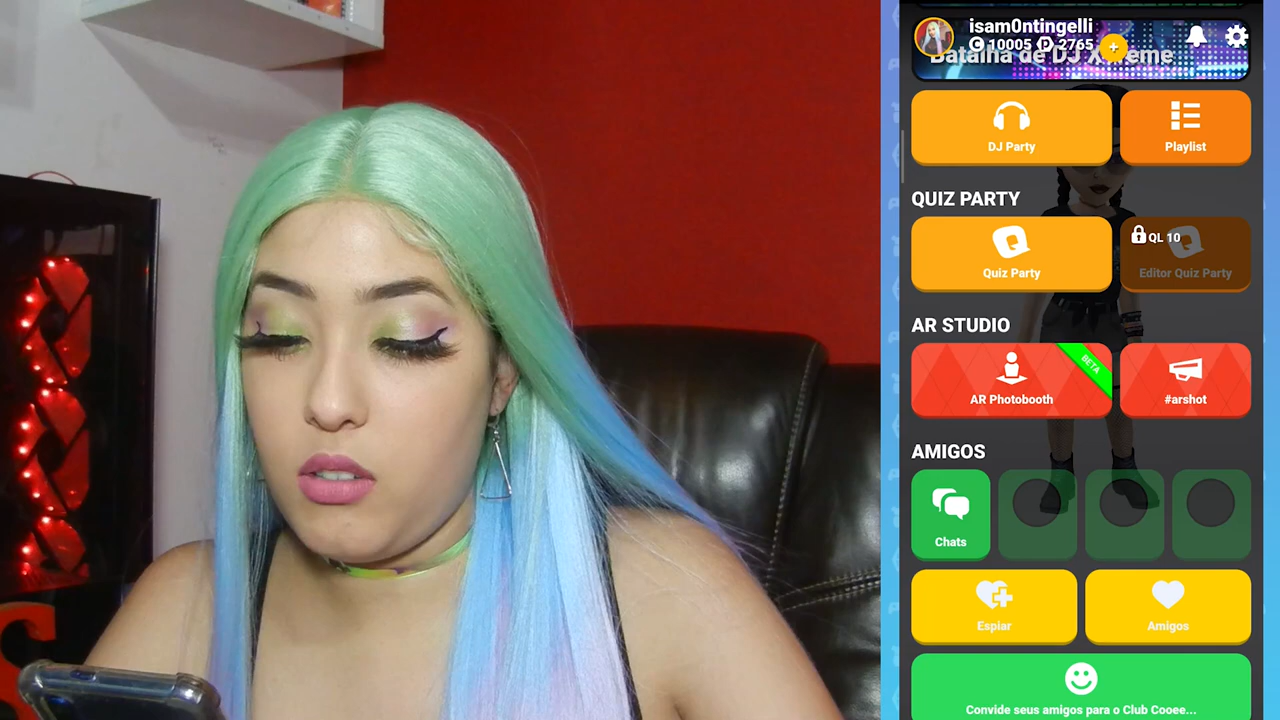 isam0ntingelli
10005 2765
Batalha de DJ Xtreme
DJ Party
Playlist
QUIZ PARTY
Quiz Party
QL 10
Editor Quiz Party
AR STUDIO
BETA
AR Photobooth
#arshot
AMIGOS
Chats
Espiar
Amigos
Convide seus amigos para o Club Cooee...